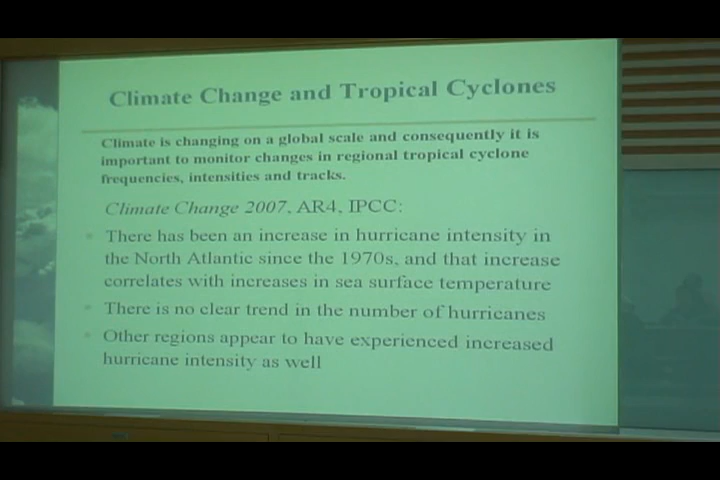 Climate Change and Tropical Cyclones
Climate is changing on a global scale and consequently it is
important to monitor changes in regional tropical cyclone
frequencies, intensities and tracks.
Climate Change 2007, AR4, IPCC:
There has been an increase in hurricane intensity in
the North Atlantic since the 1970s, and that increase
correlates with increases in sea surface temperature
There is no clear trend in the number of hurricanes
Other regions appear to have experienced increased
hurricane intensity as well